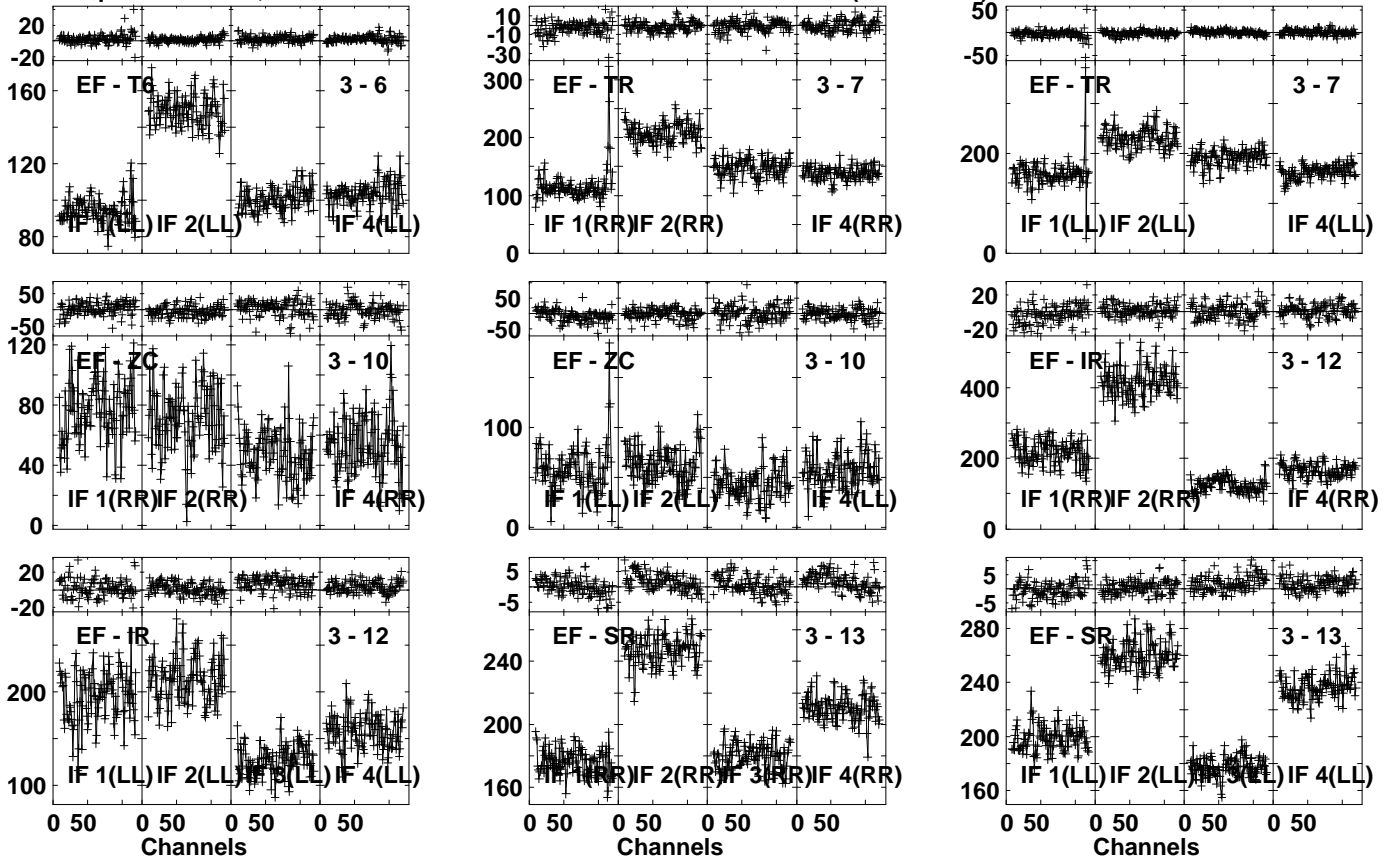 20
-20
EF - T6 3 - 6
160
120
80
IF 1(LL) IF 2(LL) IF 4(LL)
10
-10
-30
EF - TR 3 - 7
300
200
100
0
IF 1(RR) IF 2(RR) IF 4(RR)
50
-50
EF - TR 3 - 7
200
0
IF 1(LL) IF 2(LL) IF 4(LL)
50
-50
EF - ZC 3 - 10
120
80
40
0
IF 1(RR) IF 2(RR) IF 4(RR)
50
-50
EF - ZC 3 - 10
100
0
IF 1(LL) IF 2(LL) IF 4(LL)
20
-20
EF - IR 3 - 12
400
200
0
IF 1(RR) IF 2(RR) IF 4(RR)
20
-20
EF - IR 3 - 12
200
100
IF 1(LL) IF 2(LL) IF 3(LL) IF 4(LL)
0 50 0 50 0 50 0 50
Channels
5
-5
EF - SR 3 - 13
240
200
160
IF 1(RR) IF 2(RR) IF 3(RR) IF 4(RR)
0 50 0 50 0 50 0 50
Channels
5
-5
EF - SR 3 - 13
280
240
200
160
IF 1(LL) IF 2(LL) IF 3(LL) IF 4(LL)
0 50 0 50 0 50 0 50
Channels